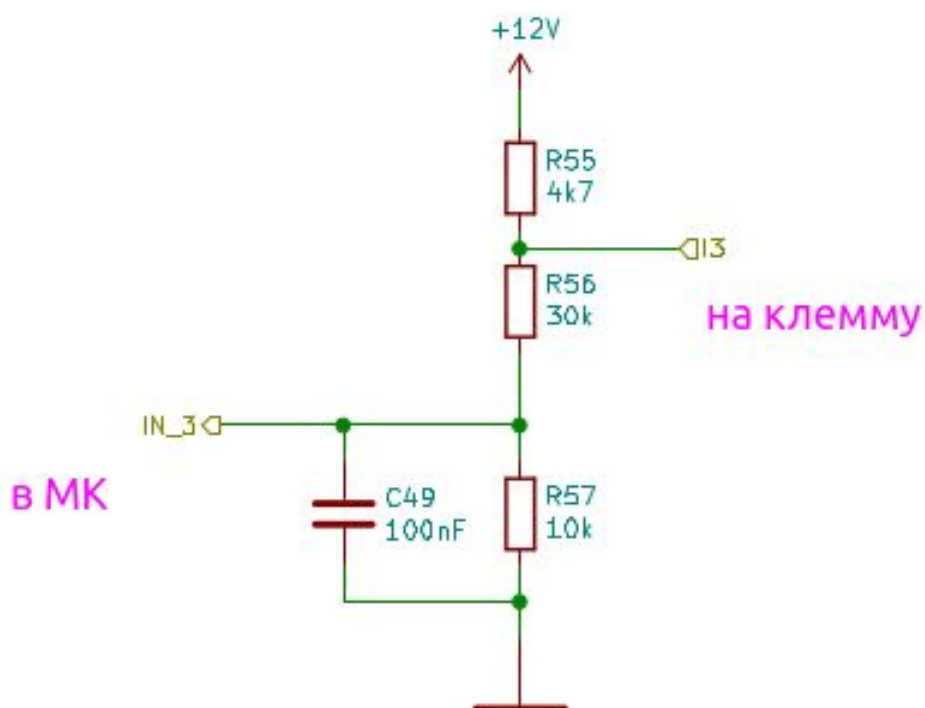 +12V
R55
4k7
I3
R56
30k
на клемму
IN_3
в МК
C49
100nF
R57
10k